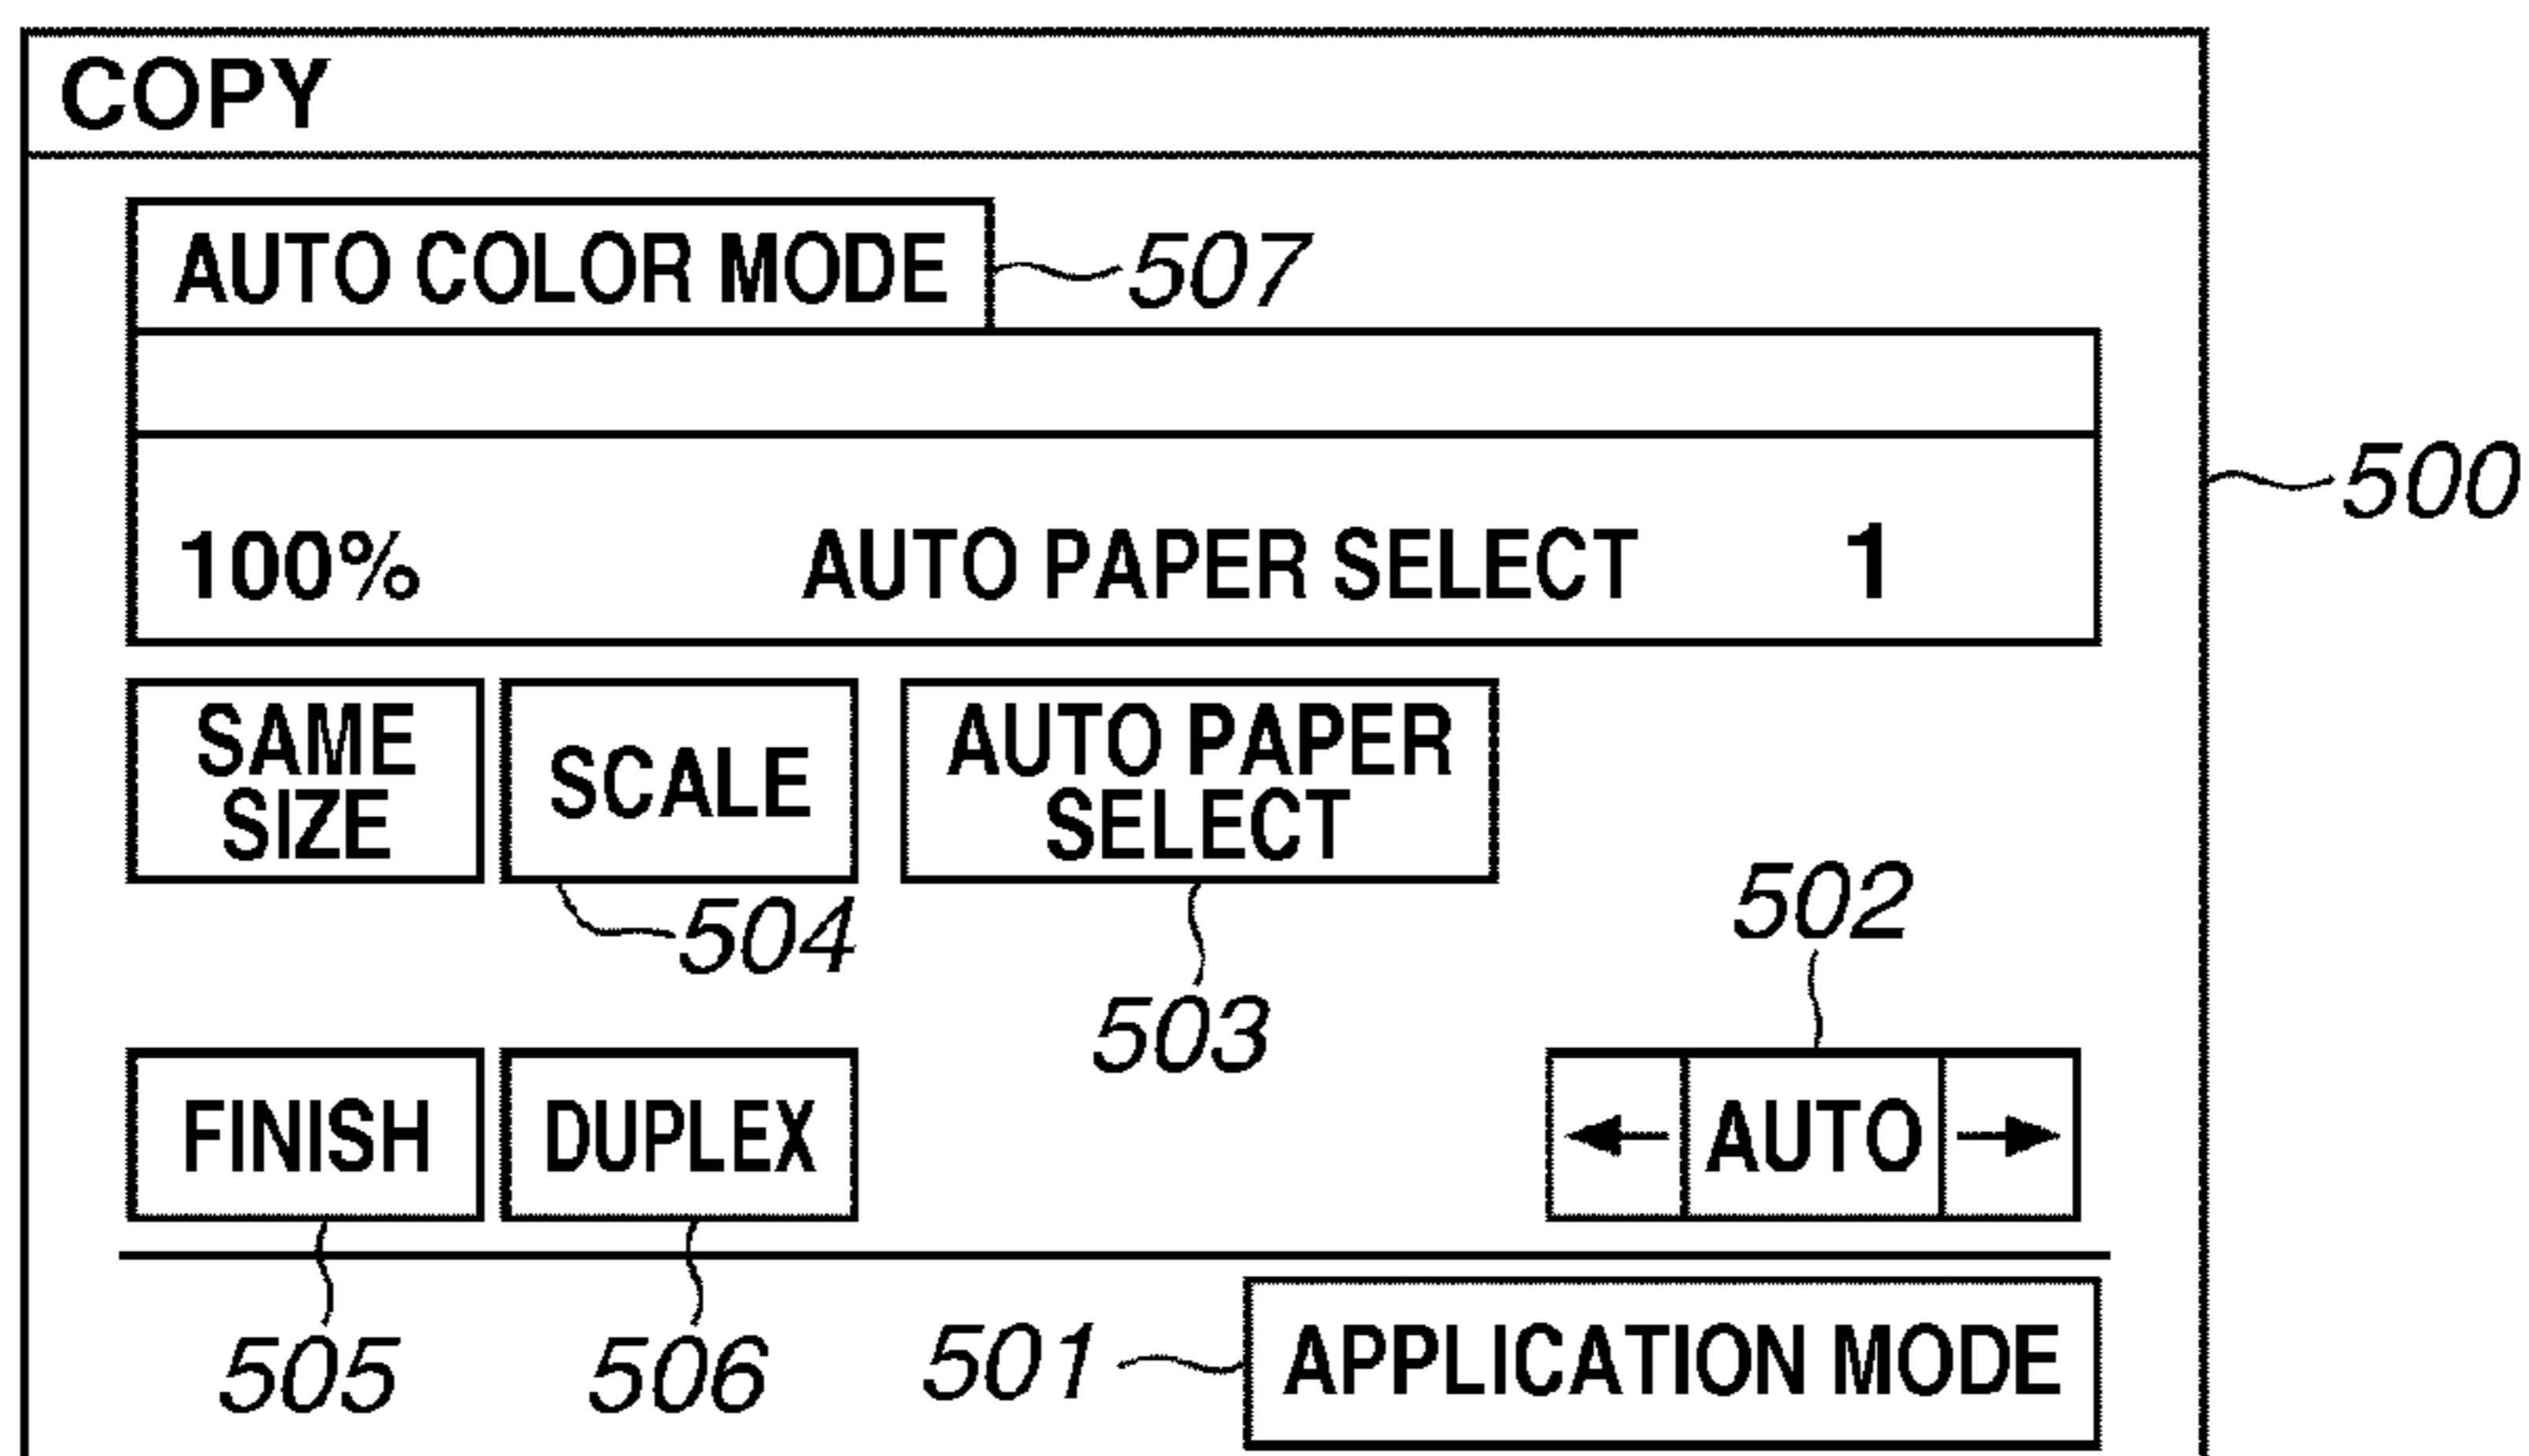 COPY
AUTO COLOR MODE 507
500
100% AUTO PAPER SELECT 1
SAME
SIZE
SCALE
AUTO PAPER
SELECT
504
503
502
FINISH
DUPLEX
AUTO
505
506
501
APPLICATION MODE